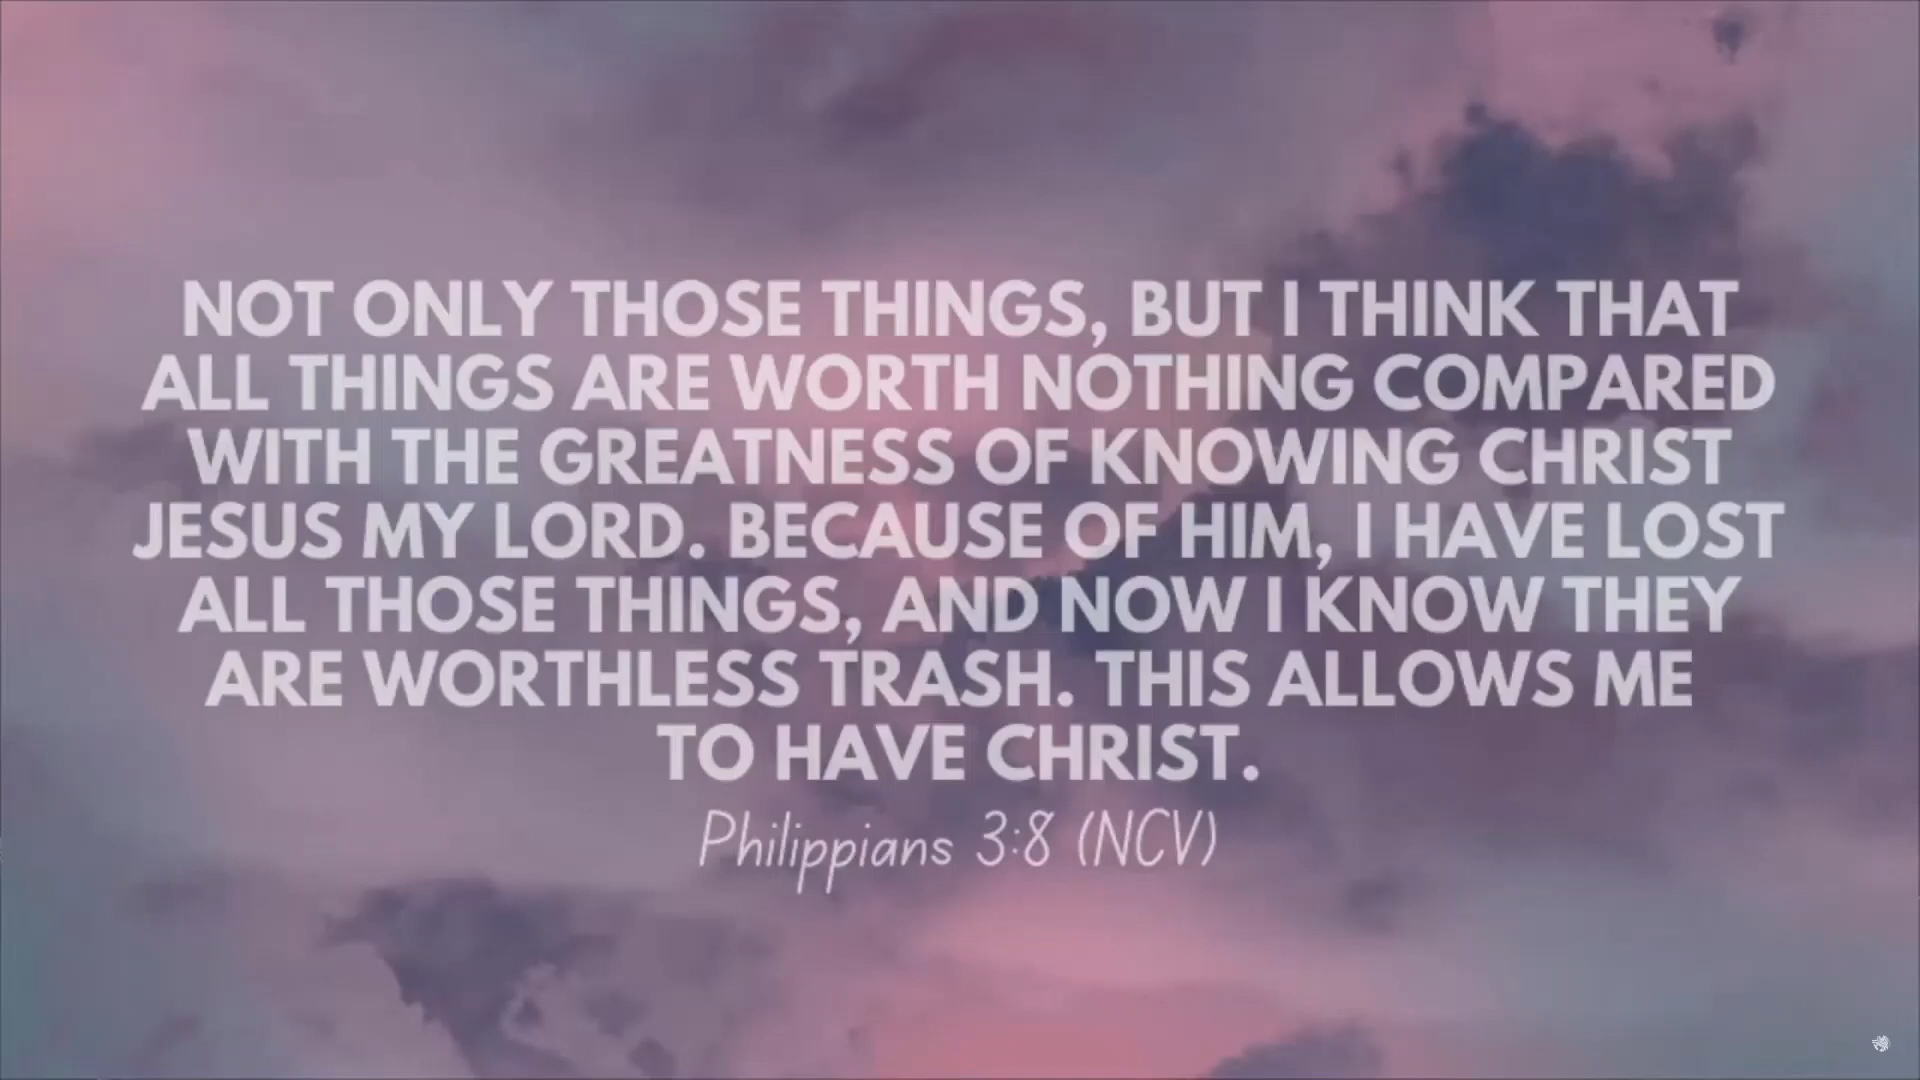 NOT ONLY THOSE THINGS, BUT I THINK THAT
ALL THINGS ARE WORTH NOTHING COMPARED
WITH THE GREATNESS OF KNOWING CHRIST
JESUS MY LORD. BECAUSE OF HIM, I HAVE LOST
ALL THOSE THINGS, AND NOW I KNOW THEY
ARE WORTHLESS TRASH. THIS ALLOWS ME
TO HAVE CHRIST.
Philippians 3:8 (NCV)